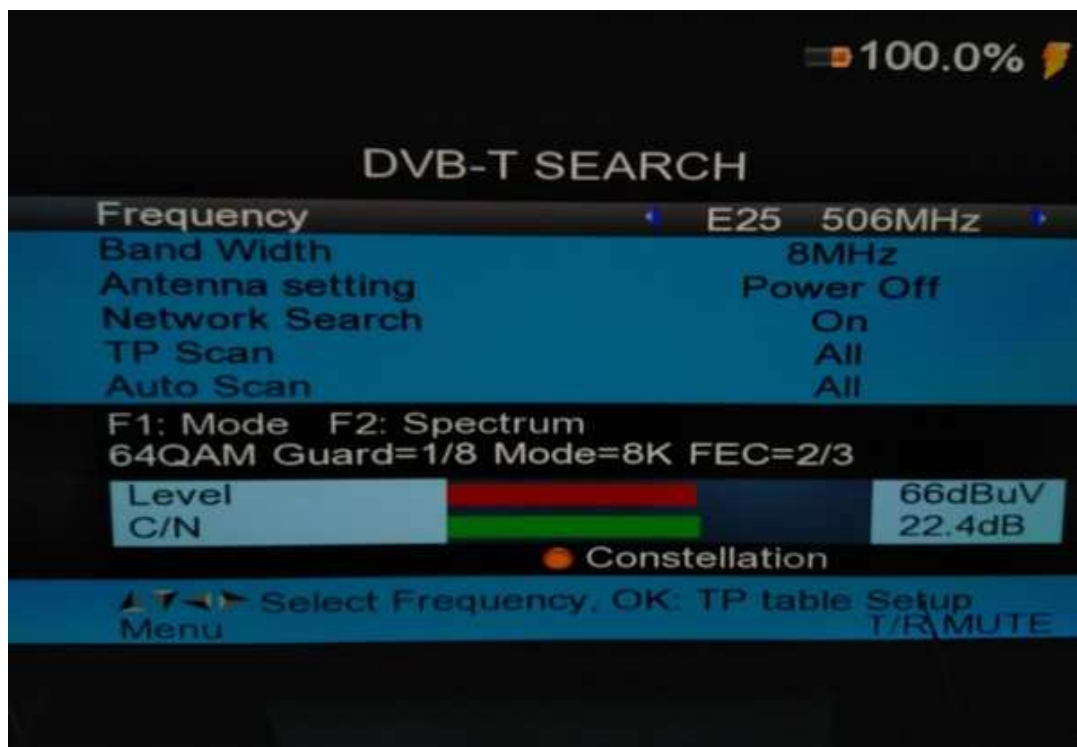 100.0%
DVB-T SEARCH
Frequency E25 506MHz
Band Width 8MHz
Antenna setting Power Off
Network Search On
TP Scan All
Auto Scan All
F1: Mode F2: Spectrum
64QAM Guard=1/8 Mode=8K FEC=2/3
Level 66dBuV
C/N 22.4dB
Constellation
Select Frequency, OK: TP table Setup
Menu T/R\MUTE